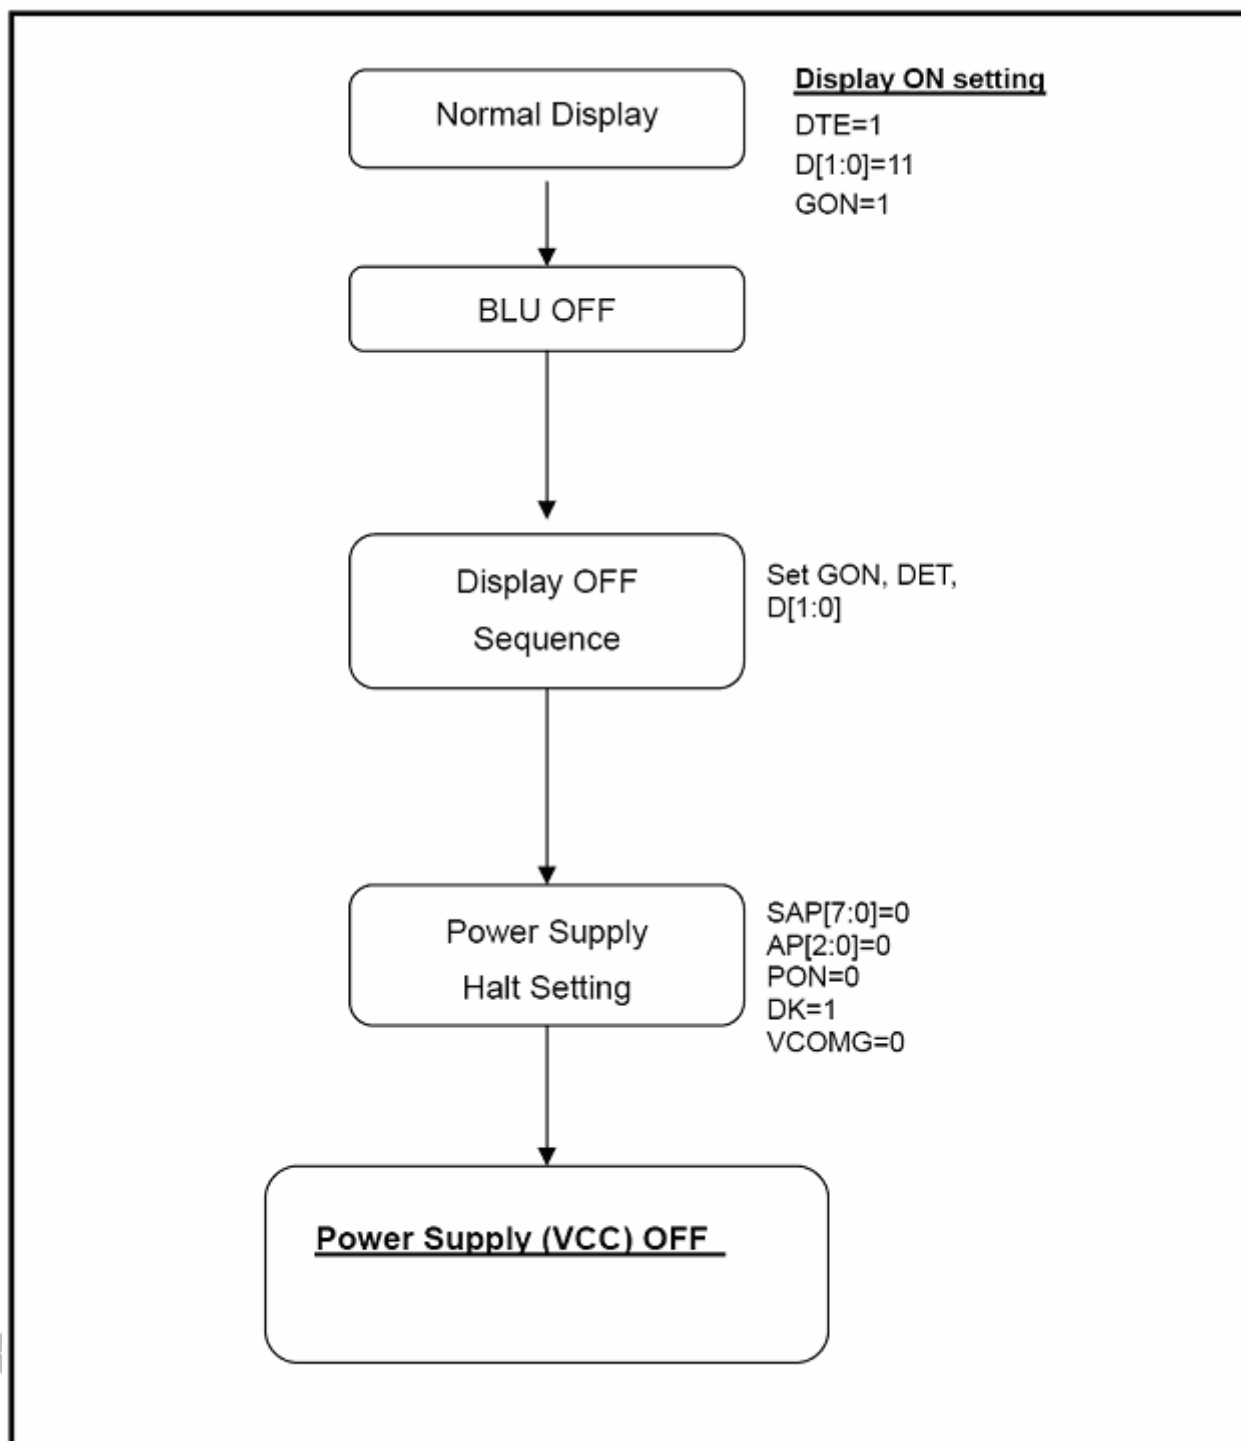 Normal Display
Display ON setting
DTE=1
D[1:0]=11
GON=1
BLU OFF
Display OFF
Sequence
Set GON, DET,
D[1:0]
Power Supply
Halt Setting
SAP[7:0]=0
AP[2:0]=0
PON=0
DK=1
VCOMG=0
Power Supply (VCC) OFF